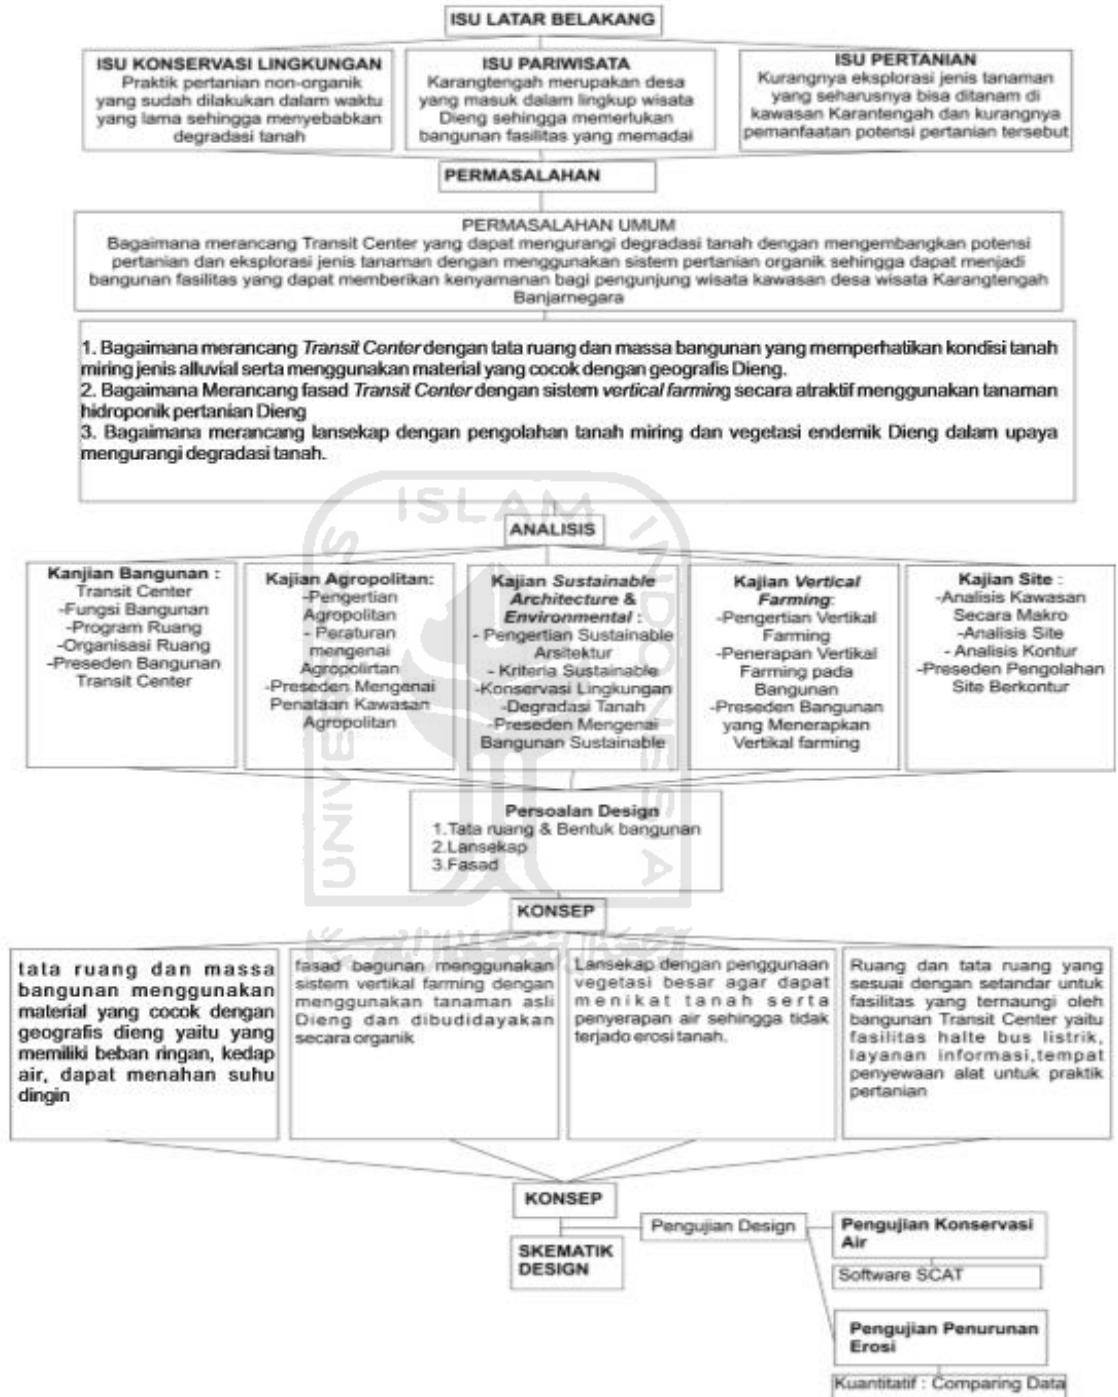 ISU LATAR BELAKANG
ISU KONSERVASI LINGKUNGAN
Praktik pertanian non-organik
yang sudah dilakukan dalam waktu
yang lama sehingga menyebabkan
degradasi tanah
ISU PARIWISATA
Karangtengah merupakan desa
yang masuk dalam lingkup wisata
Dieng sehingga memerlukan
bangunan fasilitas yang memadai
ISU PERTANIAN
Kurangnya eksplorasi jenis tanaman
yang seharusnya bisa ditanam di
kawasan Karantengah dan kurangnya
pemanfaatan potensi pertanian tersebut
PERMASALAHAN
PERMASALAHAN UMUM
Bagaimana merancang Transit Center yang dapat mengurangi degradasi tanah dengan mengembangkan potensi
pertanian dan eksplorasi jenis tanaman dengan menggunakan sistem pertanian organik sehingga dapat menjadi
bangunan fasilitas yang dapat memberikan kenyamanan bagi pengunjung wisata kawasan desa wisata Karangtengah
Banjarnegara
1. Bagaimana merancang Transit Center dengan tata ruang dan massa bangunan yang memperhatikan kondisi tanah
miring jenis alluvial serta menggunakan material yang cocok dengan geografis Dieng.
2. Bagaimana Merancang fasad Transit Center dengan sistem vertical farming secara atraktif menggunakan tanaman
hidroponik pertanian Dieng
3. Bagaimana merancang lansekap dengan pengolahan tanah miring dan vegetasi endemik Dieng dalam upaya
mengurangi degradasi tanah.
ANALISIS
Kanjian Bangunan :
Transit Center
-Fungsi Bangunan
-Program Ruang
-Organisasi Ruang
-Preseden Bangunan
Transit Center
Kajian Agropolitan:
-Pengertian
Agropolitan
- Peraturan
mengenai
Agropolirtan
-Preseden Mengenai
Penataan Kawasan
Agropolitan
Kajian Sustainable
Architecture &
Environmental :
- Pengertian Sustainable
Arsitektur
- Kriteria Sustainable
-Konservasi Lingkungan
-Degradasi Tanah
-Preseden Mengenai
Bangunan Sustainable
Kajian Vertical
Farming:
-Pengertian Vertikal
Farming
-Penerapan Vertikal
Farming pada
Bangunan
-Preseden Bangunan
yang Menerapkan
Vertikal farming
Kajian Site :
-Analisis Kawasan
Secara Makro
-Analisis Site
- Analisis Kontur
-Preseden Pengolahan
Site Berkontur
Persoalan Design
1.Tata ruang & Bentuk bangunan
2.Lansekap
3.Fasad
KONSEP
tata ruang dan massa
bangunan menggunakan
material yang cocok dengan
geografis dieng yaitu yang
memiliki beban ringan, kedap
air, dapat menahan suhu
dingin
fasad bagunan menggunakan
sistem vertikal farming dengan
menggunakan tanaman asli
Dieng dan dibudidayakan
secara organik
Lansekap dengan penggunaan
vegetasi besar agar dapat
menikat tanah serta
penyerapan air sehingga tidak
terjado erosi tanah.
Ruang dan tata ruang yang
sesuai dengan setandar untuk
fasilitas yang ternaungi oleh
bangunan Transit Center yaitu
fasilitas halte bus listrik,
layanan informasi,tempat
penyewaan alat untuk praktik
pertanian
KONSEP
SKEMATIK
DESIGN
Pengujian Design
Pengujian Konservasi
Air
Software SCAT
Pengujian Penurunan
Erosi
Kuantitatif : Comparing Data
UNIVERSITAS ISLAM INDONESIA